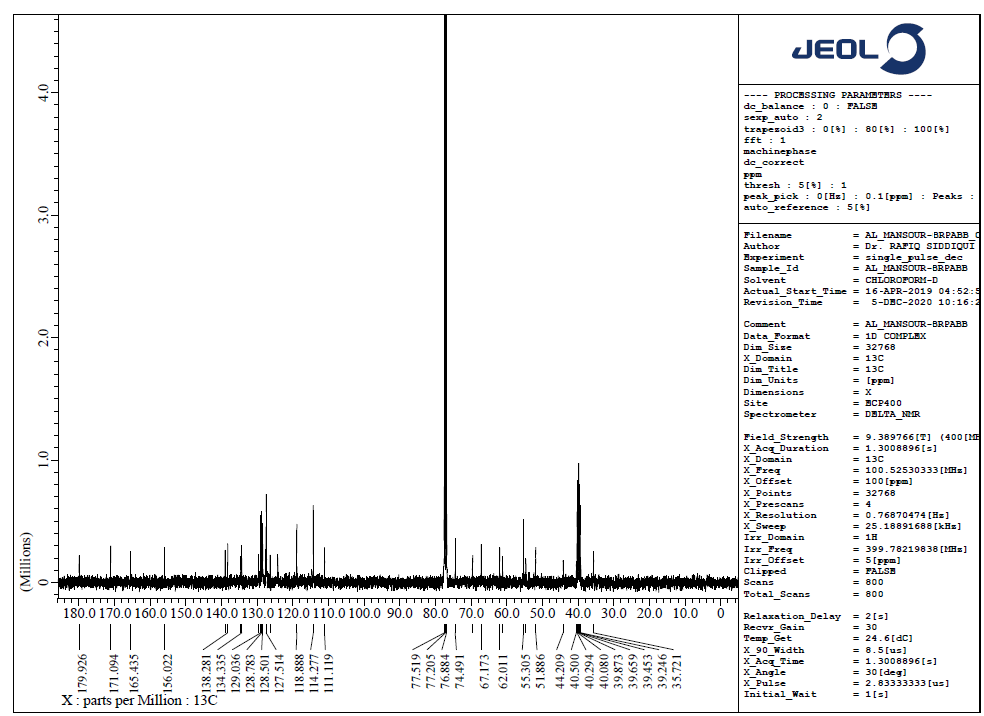 JEOL
---- PROCESSING PARAMETERS ----
dc_balance : 0 : FALSE
sexp_auto : 2
trapezoid3 : 0[%] : 80[%] : 100[%]
fft : 1
machinephase
dc_correct
ppm
thresh : 5[%] : 1
peak_pick : 0[Hz] : 0.1[ppm] : Peaks :
auto_reference : 5[%]
Filename = AL_MANSOUR-BRPABB_
Author = Dr. RAFIQ SIDDIQUI
Experiment = single_pulse_dec
Sample_Id = AL_MANSOUR-BRPABB
Solvent = CHLOROFORM-D
Actual_Start_Time = 16-APR-2019 04:52:5
Revision_Time = 5-DEC-2020 10:16:2
Comment = AL_MANSOUR-BRPABB
Data_Format = 1D COMPLEX
Dim_Size = 32768
X_Domain = 13C
Dim_Title = 13C
Dim_Units = [ppm]
Dimensions = X
Site = ECP400
Spectrometer = DELTA_NMR
Field_Strength = 9.389766[T] (400[MH
X_Acq_Duration = 1.3008896[s]
X_Domain = 13C
X_Freq = 100.52530333[MHz]
X_Offset = 100[ppm]
X_Points = 32768
X_Prescans = 4
X_Resolution = 0.76870474[Hz]
X_Sweep = 25.18891688[kHz]
Irr_Domain = 1H
Irr_Freq = 399.78219838[MHz]
Irr_Offset = 5[ppm]
Clipped = FALSE
Scans = 800
Total_Scans = 800
Relaxation_Delay = 2[s]
Recvr_Gain = 30
Temp_Get = 24.6[dC]
X_90_Width = 8.5[us]
X_Acq_Time = 1.3008896[s]
X_Angle = 30[deg]
X_Pulse = 2.83333333[us]
Initial_Wait = 1[s]
4.0
3.0
2.0
1.0
0
(Millions)
180.0 170.0 160.0 150.0 140.0 130.0 120.0 110.0 100.0 90.0 80.0 70.0 60.0 50.0 40.0 30.0 20.0 10.0 0
179.926
171.094
165.435
156.022
138.281
134.335
129.036
128.783
128.501
127.514
118.888
114.277
111.119
77.519
77.205
76.884
74.491
67.173
62.011
55.305
51.886
44.209
40.500
40.294
40.080
39.873
39.659
39.453
39.246
35.721
X : parts per Million : 13C